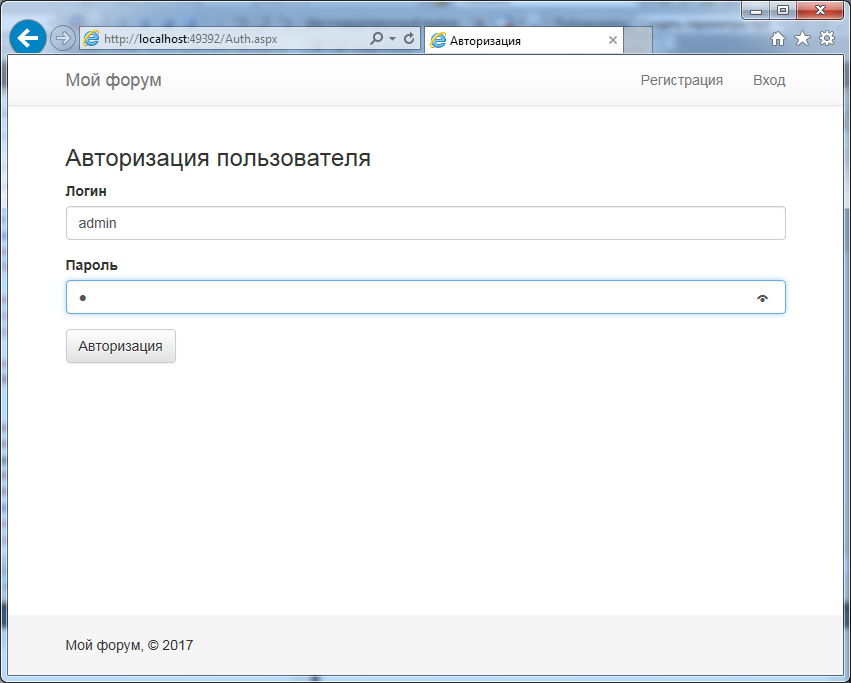 http://localhost:49392/Auth.aspx
Авторизация
Мой форум
Регистрация
Вход
Авторизация пользователя
Логин
admin
Пароль
Авторизация
Мой форум, © 2017